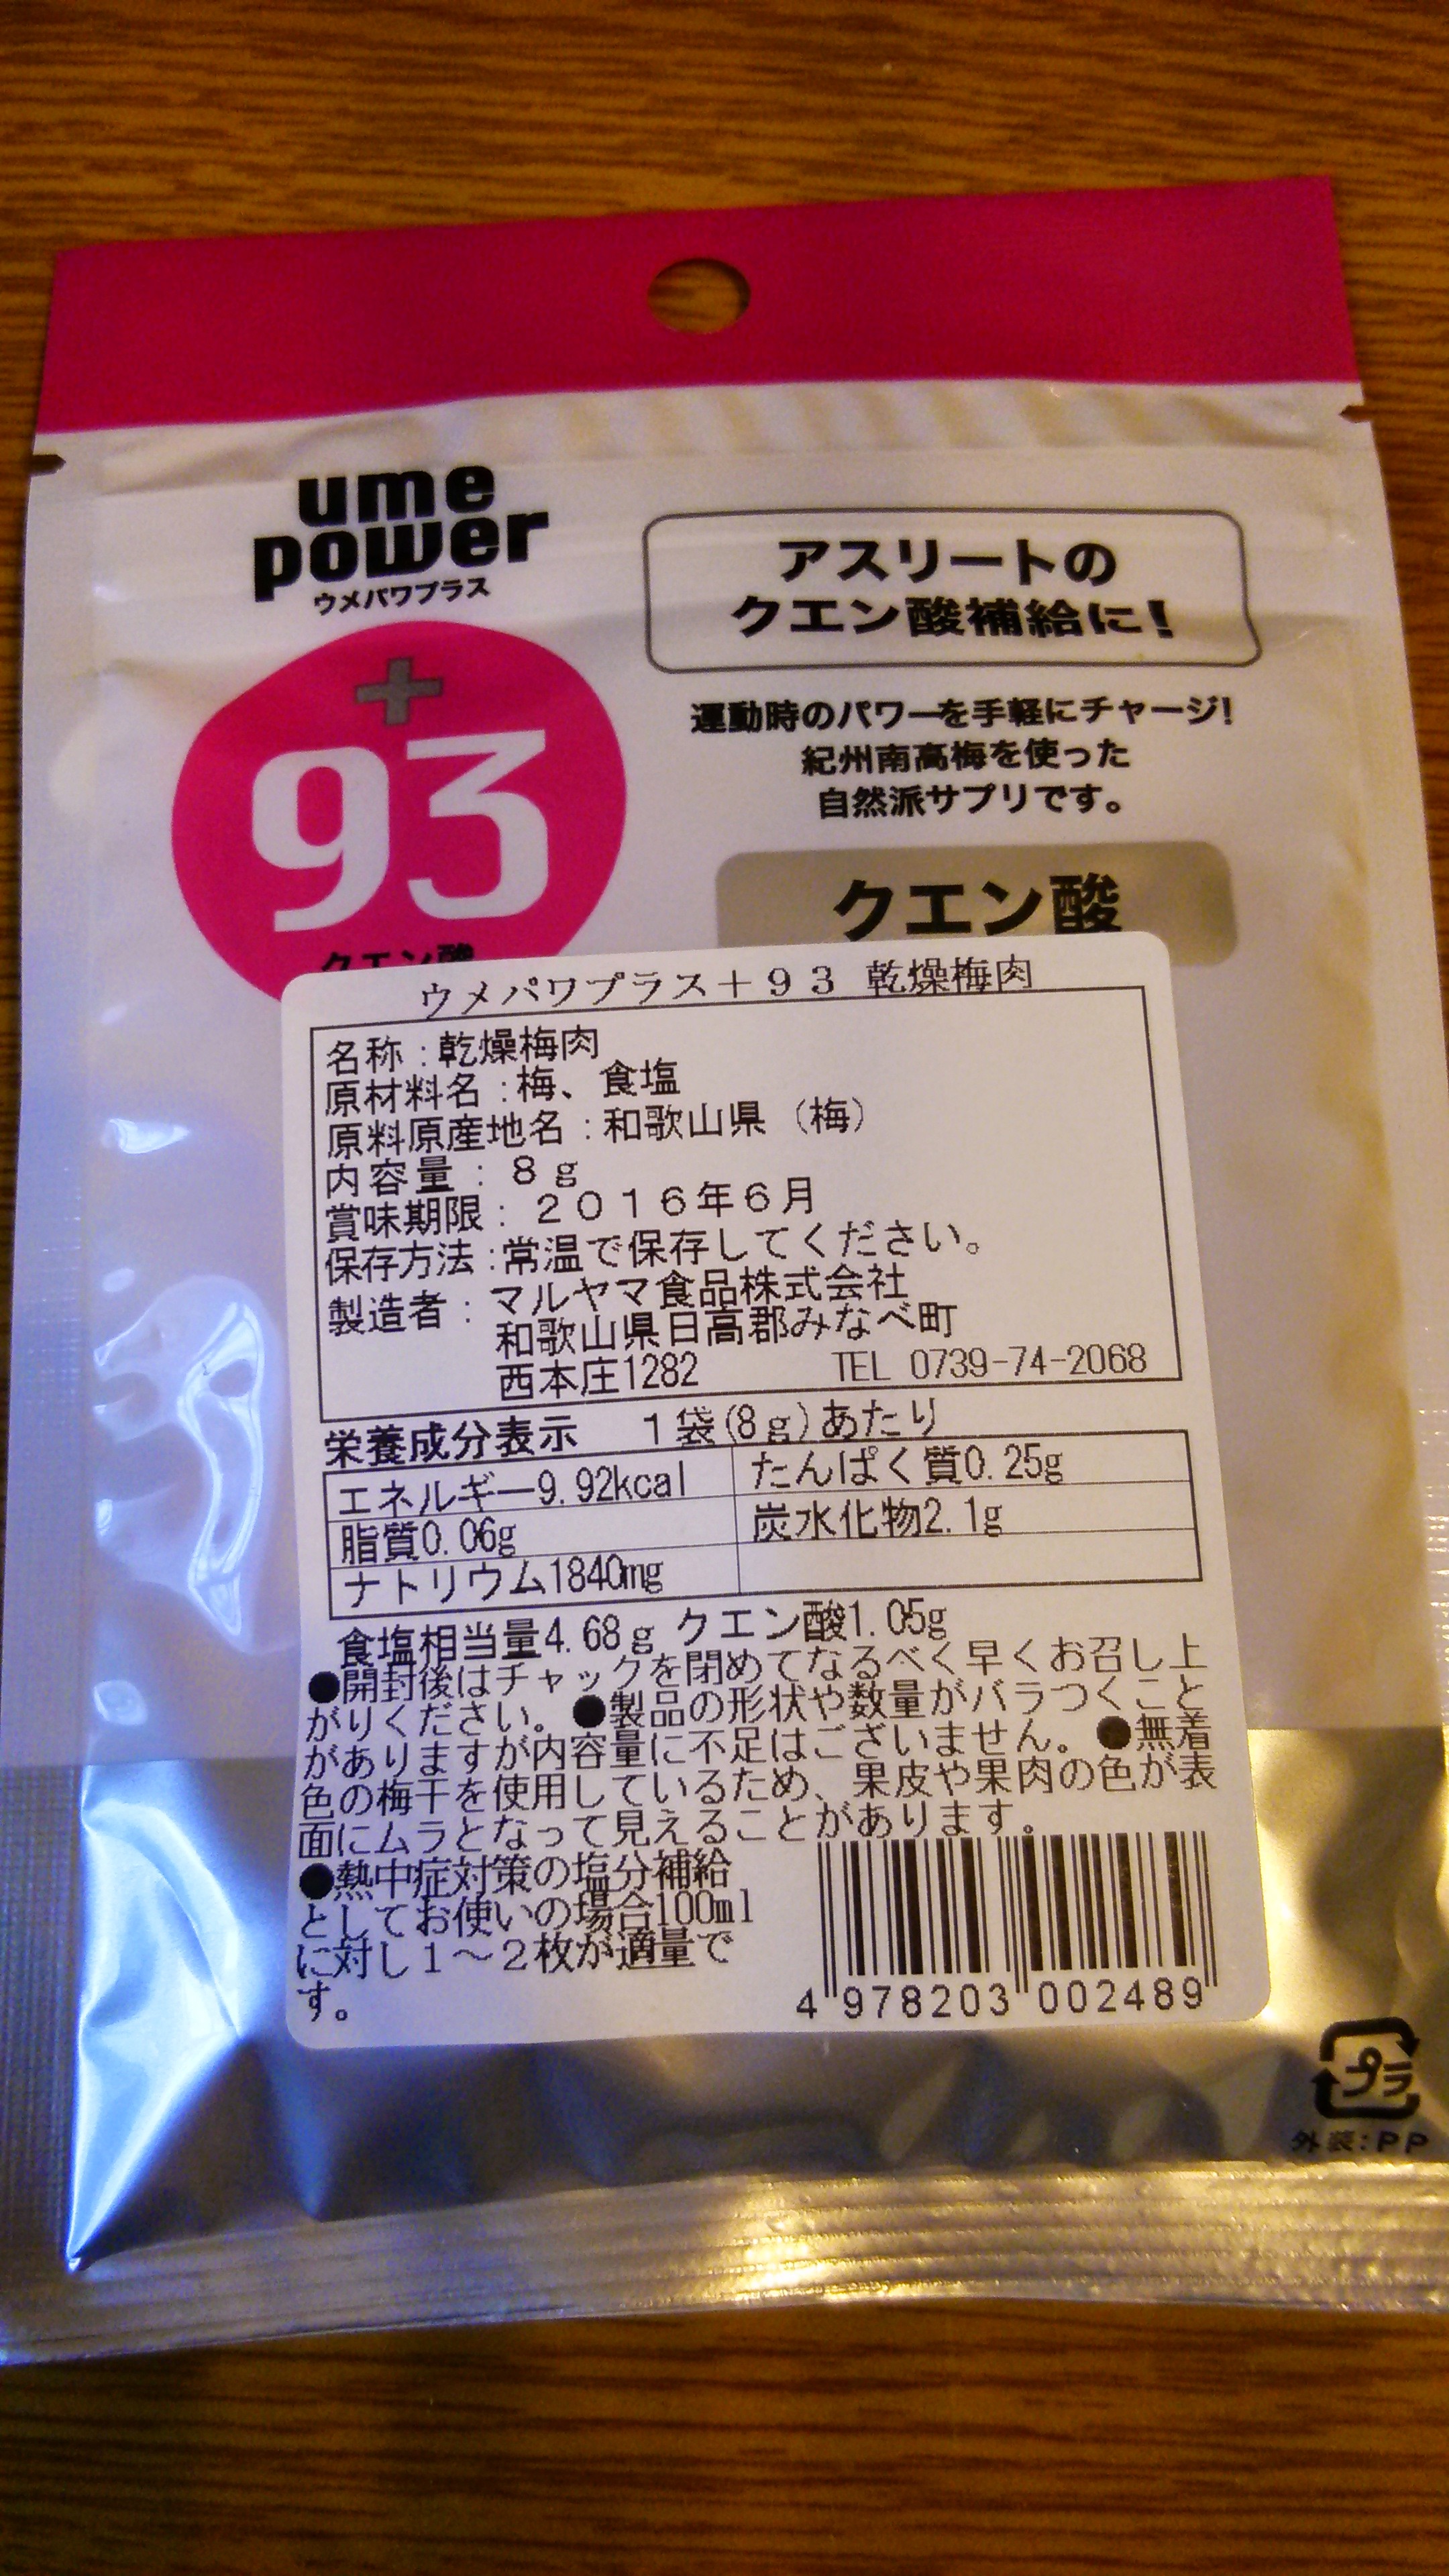 ume
power
ウメパワプラス
+
93
クエン酸
アスリートの
クエン酸補給に!
運動時のパワーを手軽にチャージ!
紀州南高梅を使った
自然派サプリです。
クエン酸
ウメパワプラス+93 乾燥梅肉
名称:乾燥梅肉
原材料名:梅、食塩
原料原産地名:和歌山県(梅)
内容量:8g
賞味期限:2016年6月
保存方法:常温で保存してください。
製造者:マルヤマ食品株式会社
和歌山県日高郡みなべ町
西本庄1282 TEL 0739-74-2068
栄養成分表示 1袋(8g)あたり
エネルギー9.92kcal たんぱく質0.25g
脂質0.06g 炭水化物2.1g
ナトリウム1840mg
食塩相当量4.68g クエン酸1.05g
●開封後はチャックを閉めてなるべく早くお召し上
がりください。●製品の形状や数量がバラつくこと
がありますが内容量に不足はございません。●無着
色の梅干を使用しているため、果皮や果肉の色が表
面にムラとなって見えることがあります。
●熱中症対策の塩分補給
としてお使いの場合100ml
に対し1~2枚が適量で
す。
4 978203 002489
プラ
外装:PP